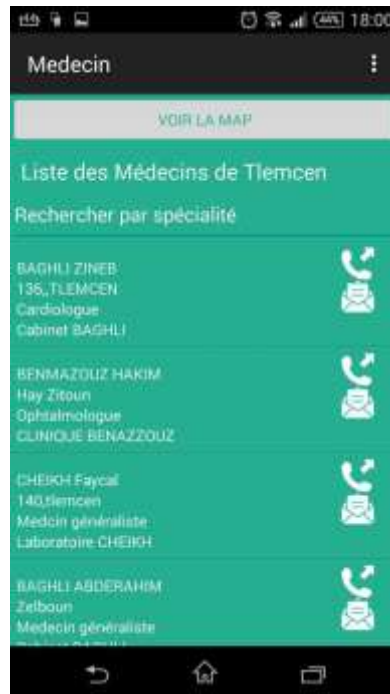 44% 18:00
Medecin
VOIR LA MAP
Liste des Médecins de Tlemcen
Rechercher par spécialité
BAGHLI ZINEB
136,,TLEMCEN
Cardiologue
Cabinet BAGHLI
BENMAZOUZ HAKIM
Hay Zitoun
Ophtalmologue
CLINIQUE BENAZZOUZ
CHEIKH Faycal
140,tlemcen
Medcin généraliste
Laboratoire CHEIKH
BAGHLI ABDERAHIM
Zelboun
Medecin généraliste